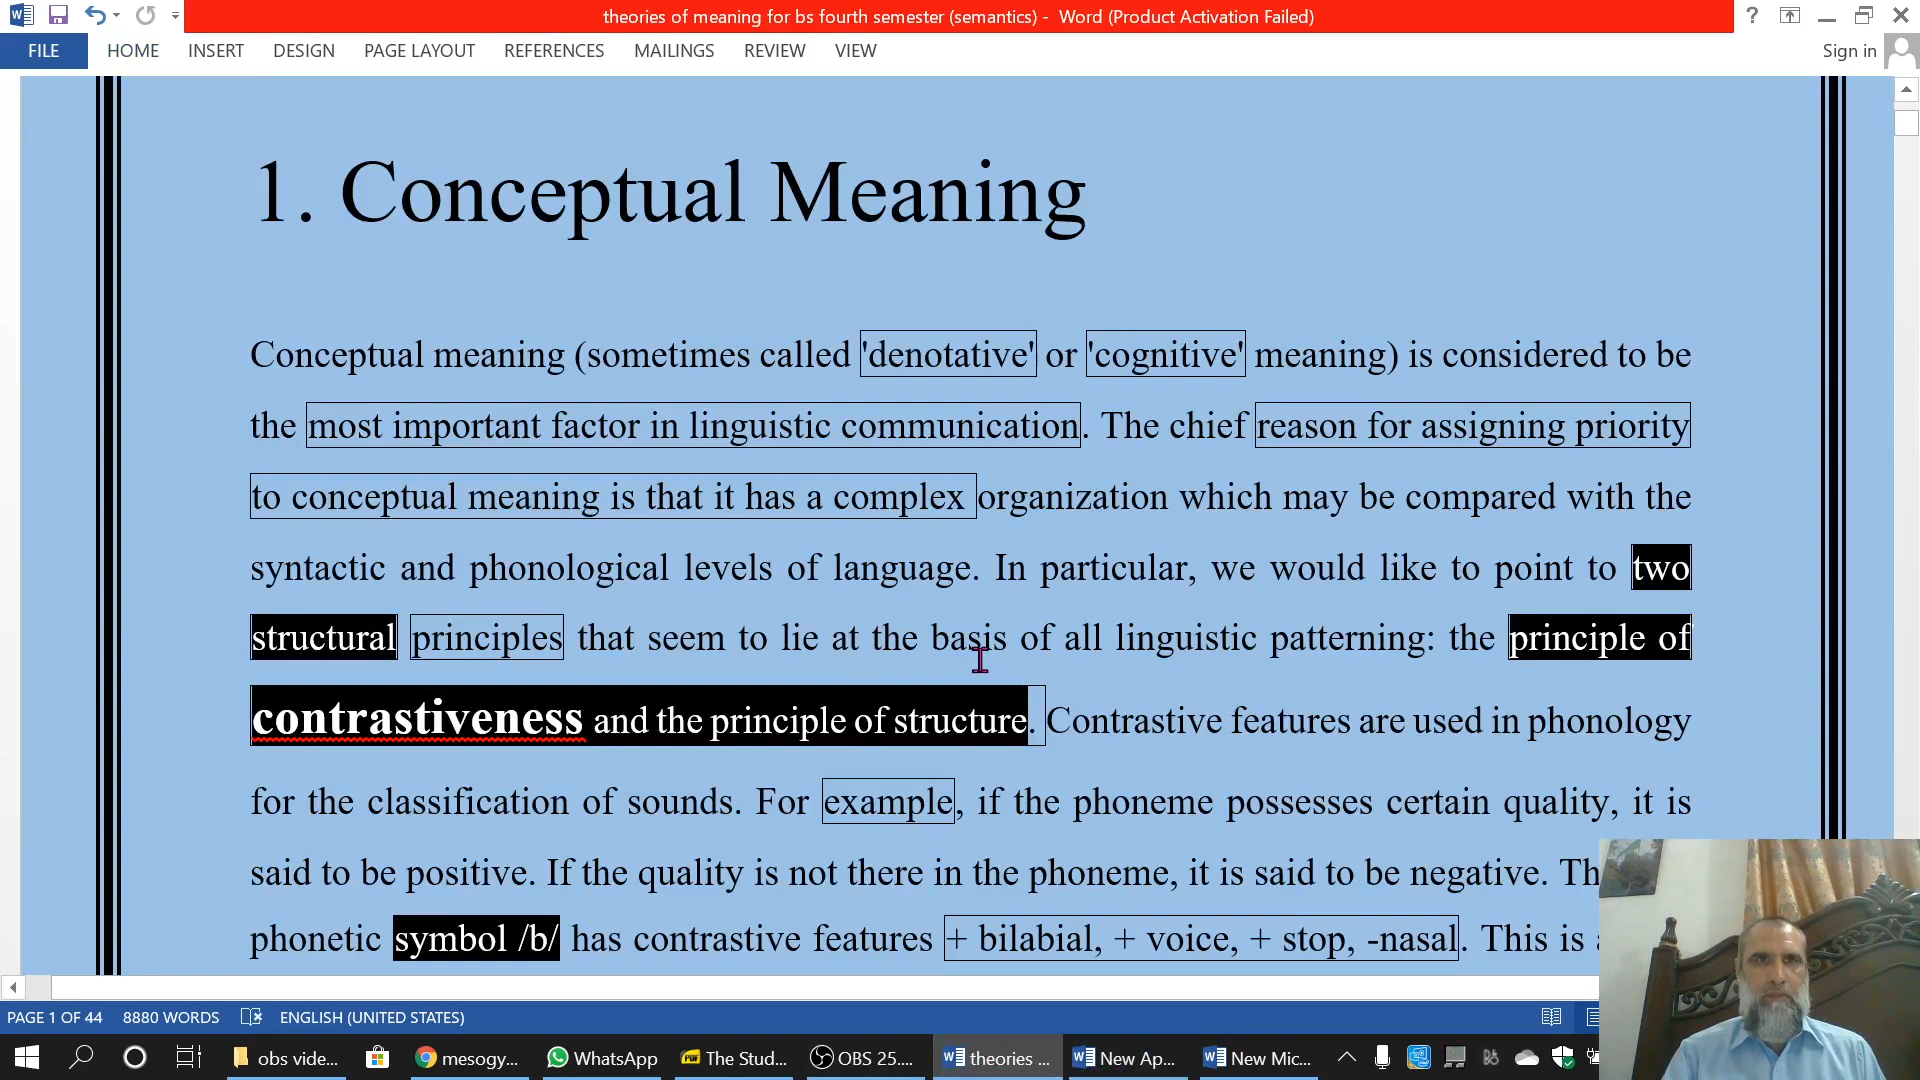 theories of meaning for bs fourth semester (semantics) - Word (Product Activation Failed)
FILE HOME INSERT DESIGN PAGE LAYOUT REFERENCES MAILINGS REVIEW VIEW Sign in
1. Conceptual Meaning
Conceptual meaning (sometimes called 'denotative' or 'cognitive' meaning) is considered to be
the most important factor in linguistic communication. The chief reason for assigning priority
to conceptual meaning is that it has a complex organization which may be compared with the
syntactic and phonological levels of language. In particular, we would like to point to two
structural principles that seem to lie at the basis of all linguistic patterning: the principle of
contrastiveness and the principle of structure. Contrastive features are used in phonology
for the classification of sounds. For example, if the phoneme possesses certain quality, it is
said to be positive. If the quality is not there in the phoneme, it is said to be negative. Th
phonetic symbol /b/ has contrastive features + bilabial, + voice, + stop, -nasal. This is
PAGE 1 OF 44 8880 WORDS ENGLISH (UNITED STATES)
obs vide... mesogy... WhatsApp The Stud... OBS 25.... theories ... New Ap... New Mic...